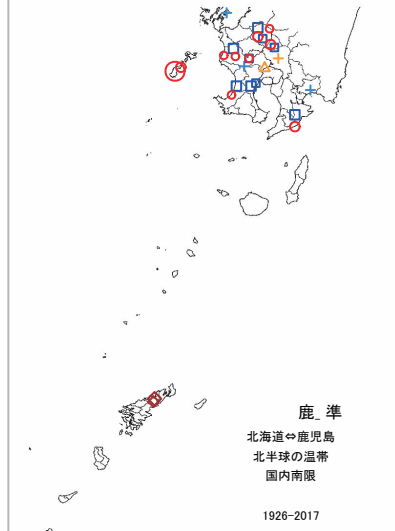 鹿_ 準
北海道⇔鹿児島
北半球の温帯
国内南限
1926-2017